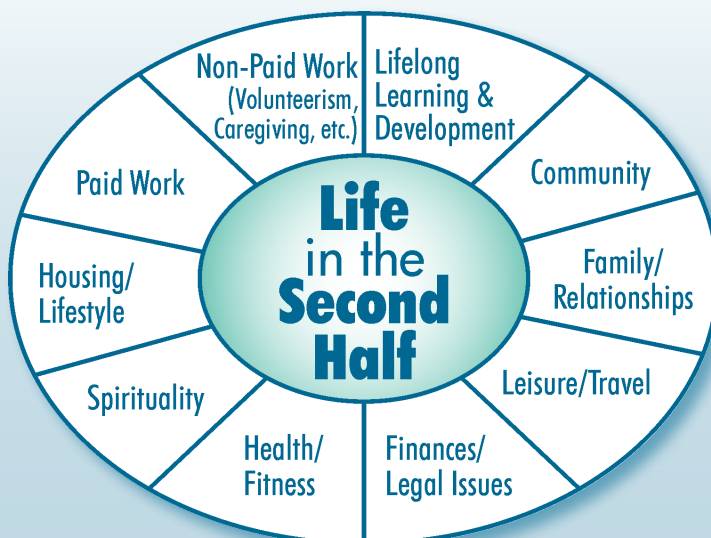 Life
in the
Second
Half
Non-Paid Work
(Volunteerism,
Caregiving, etc.)
Lifelong
Learning &
Development
Community
Family/
Relationships
Leisure/Travel
Finances/
Legal Issues
Health/
Fitness
Spirituality
Housing/
Lifestyle
Paid Work